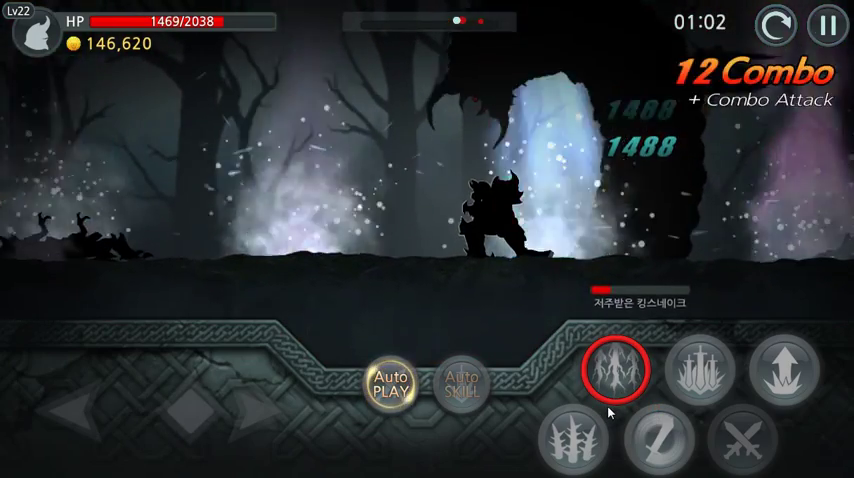 Lv22
HP 1469/2038
146,620
01:02
12 Combo
+ Combo Attack
1488
1488
저주받은 킹스네이크
Auto
PLAY
Auto
SKILL